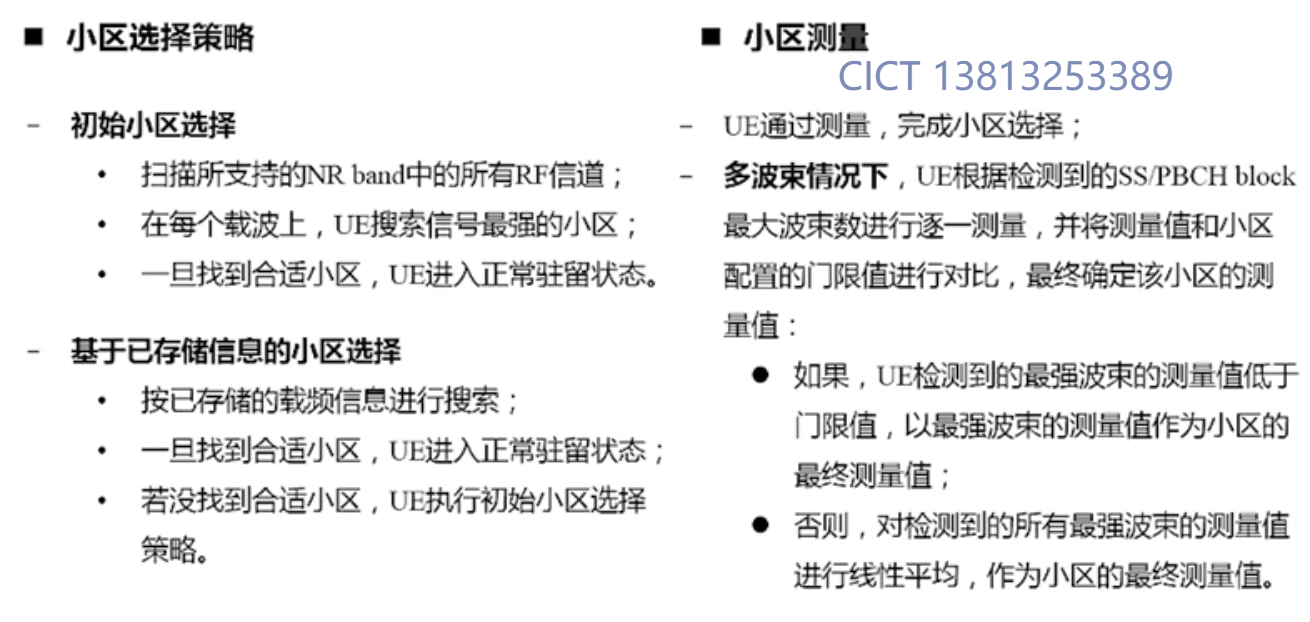 ■ 小区选择策略
– 初始小区选择
• 扫描所支持的NR band中的所有RF信道；
• 在每个载波上，UE搜索信号最强的小区；
• 一旦找到合适小区，UE进入正常驻留状态。
– 基于已存储信息的小区选择
• 按已存储的载频信息进行搜索；
• 一旦找到合适小区，UE进入正常驻留状态；
• 若没找到合适小区，UE执行初始小区选择
策略。
■ 小区测量
CICT 13813253389
– UE通过测量，完成小区选择；
– 多波束情况下，UE根据检测到的SS/PBCH block
最大波束数进行逐一测量，并将测量值和小区
配置的门限值进行对比，最终确定该小区的测
量值：
● 如果，UE检测到的最强波束的测量值低于
门限值，以最强波束的测量值作为小区的
最终测量值；
● 否则，对检测到的所有最强波束的测量值
进行线性平均，作为小区的最终测量值。